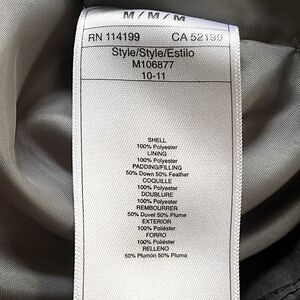 M/M/M
RN 114199 CA 52199
Style/Style/Estilo
M106877
10-11
SHELL
100% Polyester
LINING
100% Polyester
PADDING/FILLING
50% Down 50% Feather
COQUILLE
100% Polyester
DOUBLURE
100% Polyester
REMBOURRER
50% Duvet 50% Plume
EXTERIOR
100% Poliéster
FORRO
100% Poliéster
RELLENO
50% Plumón 50% Pluma